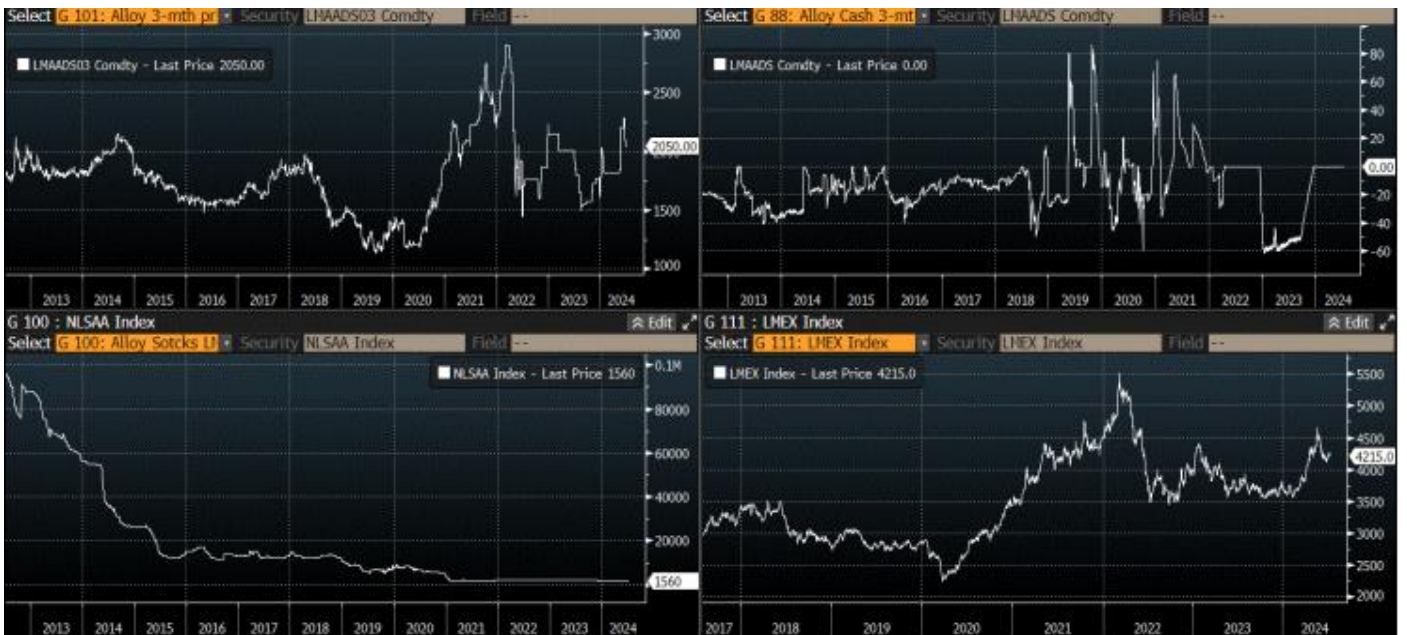 Select G 101: Alloy 3-mth pr Security LMAADS03 Comdty Field --
LMAADS03 Comdty - Last Price 2050.00
3000
2500
2050.00
1500
1000
2013 2014 2015 2016 2017 2018 2019 2020 2021 2022 2023 2024
Select G 88: Alloy Cash 3-mt Security LMAADS Comdty Field --
LMAADS Comdty - Last Price 0.00
80
60
40
20
0.00
-20
-40
-60
2013 2014 2015 2016 2017 2018 2019 2020 2021 2022 2023 2024
G 100 : NLSAA Index Edit
Select G 100: Alloy Sotcks LM Security NLSAA Index Field --
NLSAA Index - Last Price 1560
0.1M
80000
60000
40000
20000
1560
2013 2014 2015 2016 2017 2018 2019 2020 2021 2022 2023 2024
G 111 : LMEX Index Edit
Select G 111: LMEX Index Security LMEX Index Field --
LMEX Index - Last Price 4215.0
5500
5000
4500
4215.0
4000
3500
3000
2500
2000
2017 2018 2019 2020 2021 2022 2023 2024